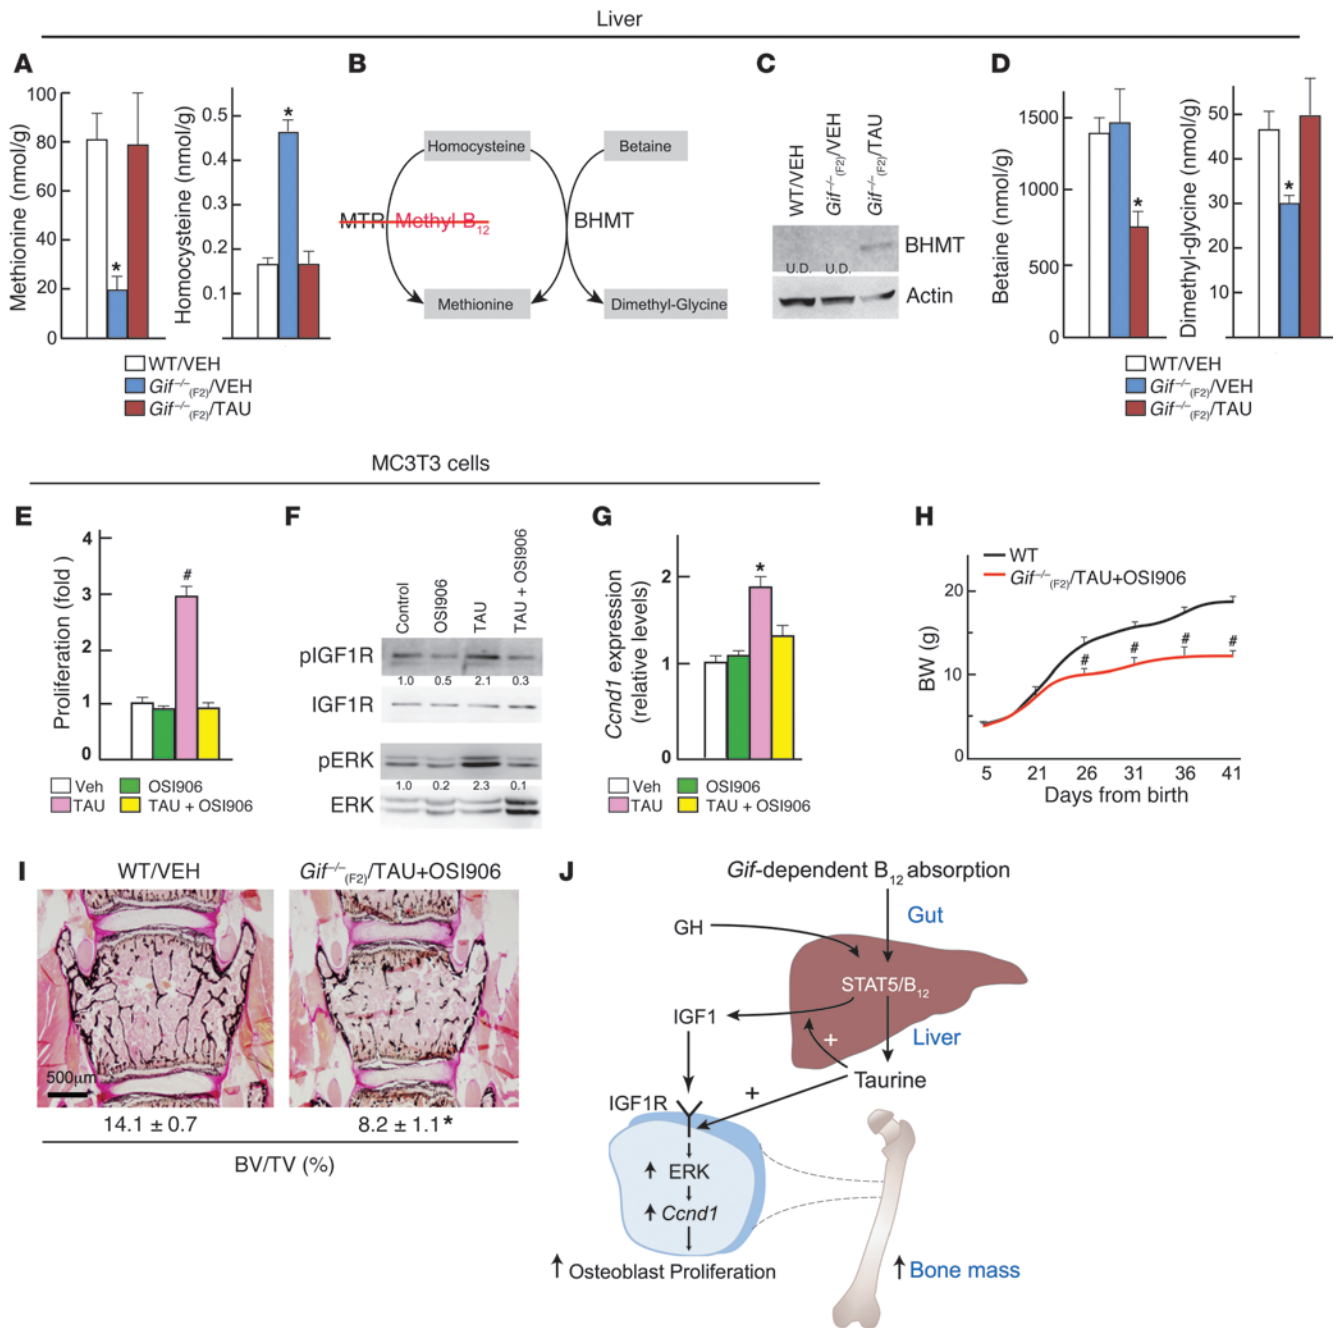 Liver
A
Methionine (nmol/g)
100
80
60
40
20
0
*
Homocysteine (nmol/g)
0.5
0.4
0.3
0.2
0.1
*
WT/VEH
Gif−/−(F2)/VEH
Gif−/−(F2)/TAU
B
Homocysteine
Betaine
MTR Methyl-B12
BHMT
Methionine
Dimethyl-Glycine
C
WT/VEH
Gif−/−(F2)/VEH
Gif−/−(F2)/TAU
BHMT
U.D. U.D.
Actin
D
Betaine (nmol/g)
1500
1000
500
0
*
Dimethyl-glycine (nmol/g)
50
40
30
20
10
*
WT/VEH
Gif−/−(F2)/VEH
Gif−/−(F2)/TAU
MC3T3 cells
E
Proliferation (fold )
4
3
2
1
0
#
Veh OSI906
TAU TAU + OSI906
F
Control
OSI906
TAU
TAU + OSI906
pIGF1R
1.0 0.5 2.1 0.3
IGF1R
pERK
1.0 0.2 2.3 0.1
ERK
G
Ccnd1 expression
(relative levels)
2
1
0
*
Veh OSI906
TAU TAU + OSI906
H
WT
Gif−/−(F2)/TAU+OSI906
BW (g)
20
10
0
# # # #
5 21 26 31 36 41
Days from birth
I
WT/VEH Gif−/−(F2)/TAU+OSI906
500μm
14.1 ± 0.7 8.2 ± 1.1*
BV/TV (%)
J
Gif-dependent B12 absorption
Gut
GH
STAT5/B12
IGF1
Liver
+
Taurine
+
IGF1R
ERK
Ccnd1
Osteoblast Proliferation
Bone mass